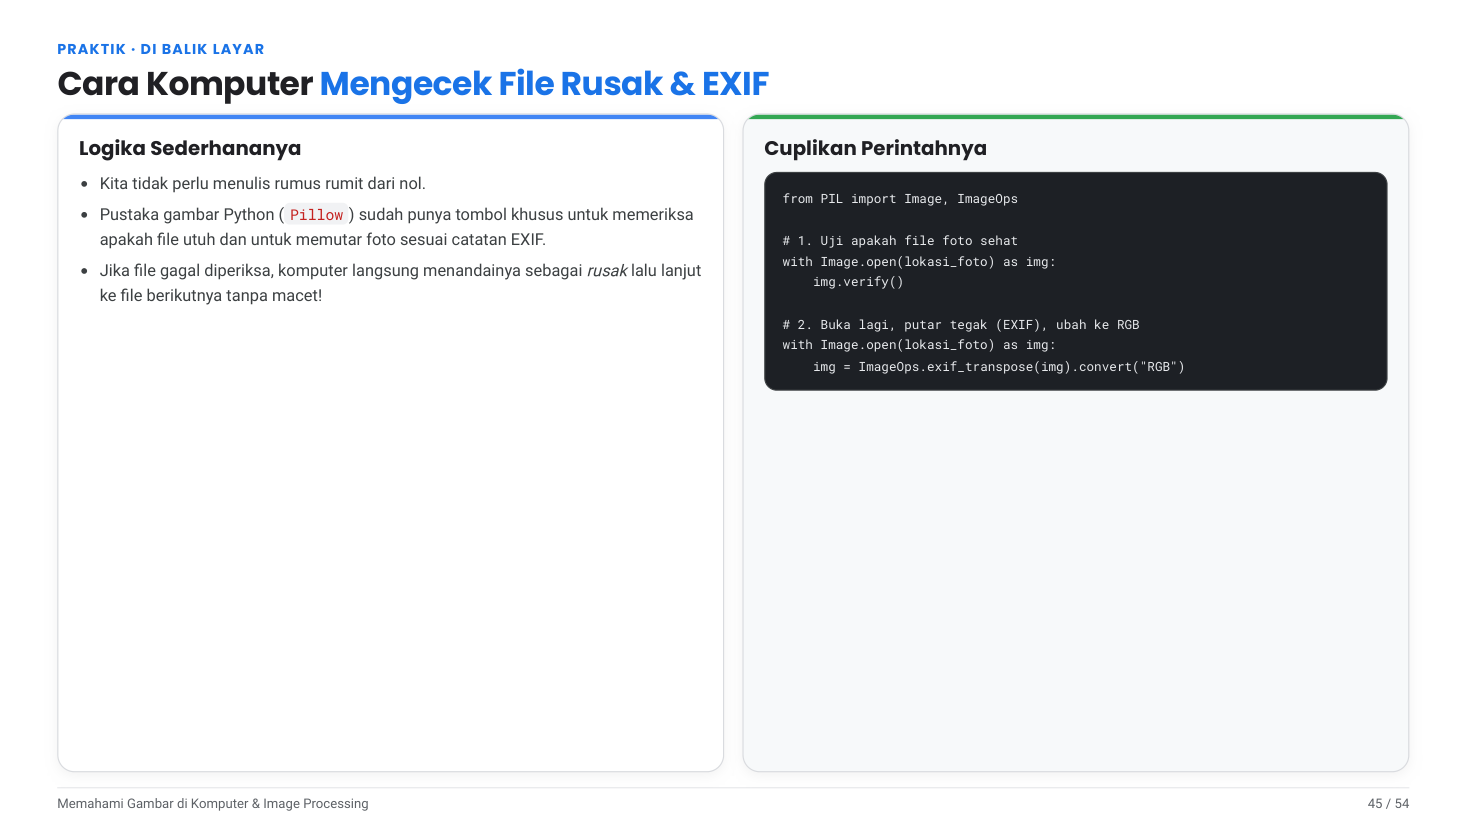 PRAKTIK · DI BALIK LAYAR
Cara Komputer Mengecek File Rusak & EXIF
Logika Sederhananya
• Kita tidak perlu menulis rumus rumit dari nol.
• Pustaka gambar Python ( Pillow ) sudah punya tombol khusus untuk memeriksa
apakah file utuh dan untuk memutar foto sesuai catatan EXIF.
• Jika file gagal diperiksa, komputer langsung menandainya sebagai rusak lalu lanjut
ke file berikutnya tanpa macet!
Cuplikan Perintahnya
from PIL import Image, ImageOps
# 1. Uji apakah file foto sehat
with Image.open(lokasi_foto) as img:
    img.verify()
# 2. Buka lagi, putar tegak (EXIF), ubah ke RGB
with Image.open(lokasi_foto) as img:
    img = ImageOps.exif_transpose(img).convert("RGB")
Memahami Gambar di Komputer & Image Processing
45 / 54